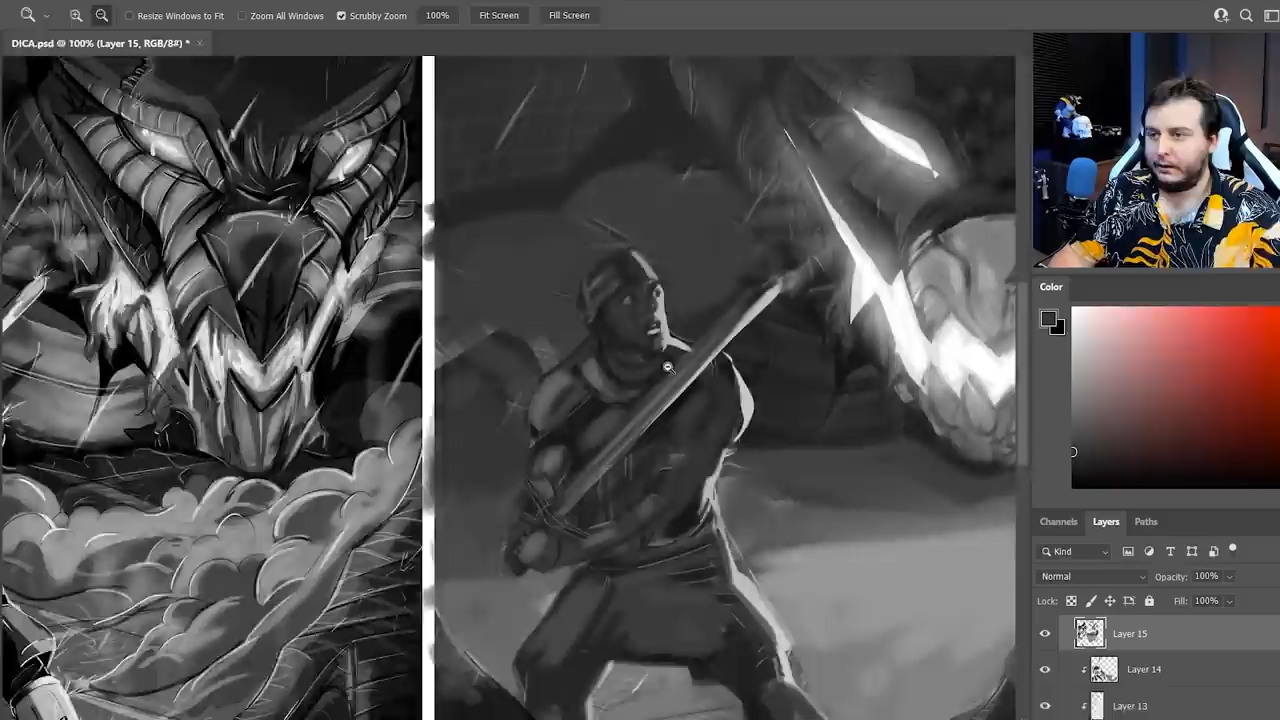 Resize Windows to Fit Zoom All Windows Scrubby Zoom 100% Fit Screen Fill Screen
DICA.psd @ 100% (Layer 15, RGB/8#) *
Color
Channels Layers Paths
Kind
Normal Opacity: 100%
Lock: Fill: 100%
Layer 15
Layer 14
Layer 13